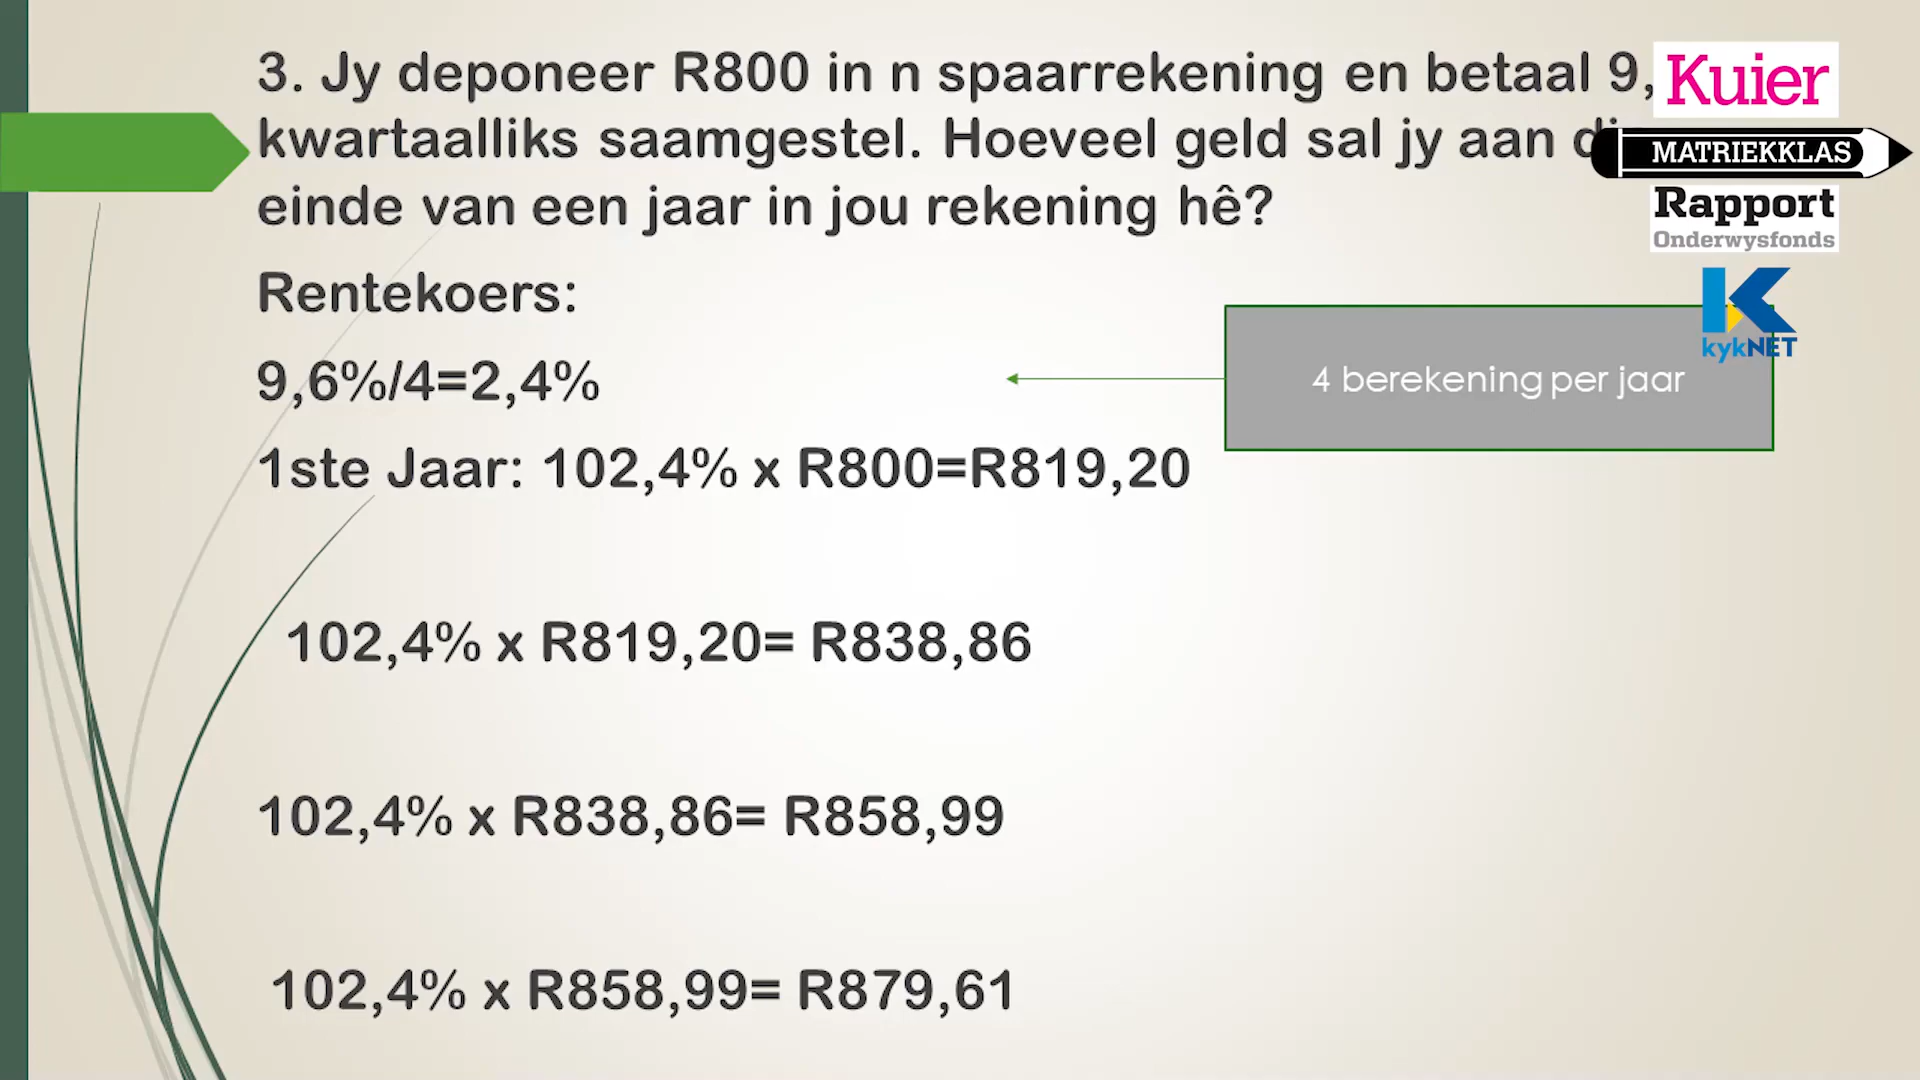 3. Jy deponeer R800 in n spaarrekening en betaal 9,
kwartaalliks saamgestel. Hoeveel geld sal jy aan
einde van een jaar in jou rekening hê?
Rentekoers:
9,6%/4=2,4%
1ste Jaar: 102,4% x R800=R819,20
102,4% x R819,20= R838,86
102,4% x R838,86= R858,99
102,4% x R858,99= R879,61
4 berekening per jaar
Kuier
MATRIEKKLAS
Rapport
Onderwysfonds
kykNET